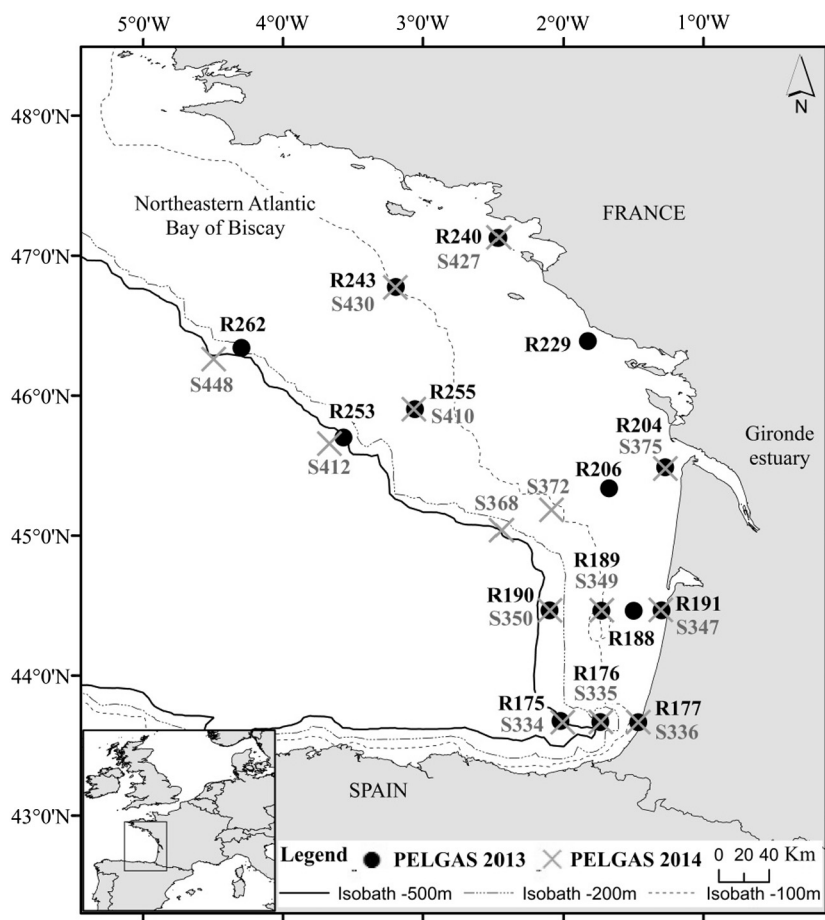 5°0'W 4°0'W 3°0'W 2°0'W 1°0'W
48°0'N
47°0'N
46°0'N
45°0'N
44°0'N
43°0'N
N
Northeastern Atlantic
Bay of Biscay
FRANCE
R240
S427
R243
S430
R262
S448
R229
R255
S410
R253
S412
R204
S375
Gironde
estuary
R206
S372
S368
R189
S349
R190
S350
R191
S347
R188
R176
S335
R175
S334
R177
S336
SPAIN
Legend PELGAS 2013 PELGAS 2014 0 20 40 Km
Isobath -500m Isobath -200m Isobath -100m